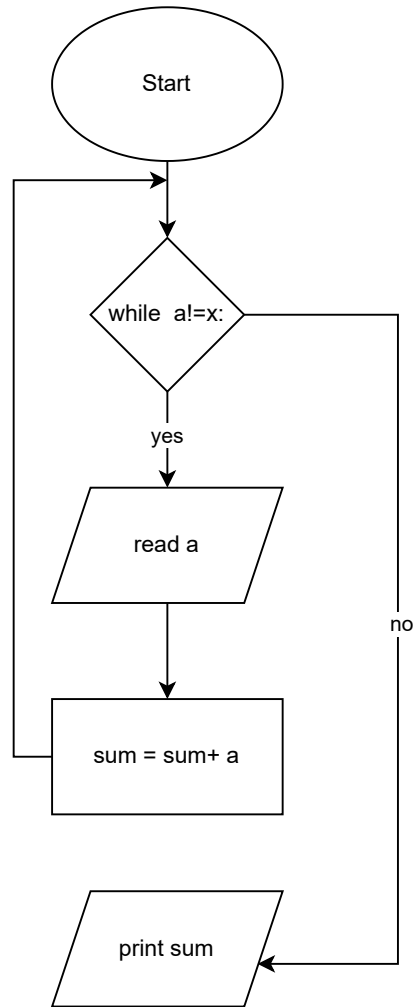 Start
while a!=x:
yes
read a
no
sum = sum+ a
print sum